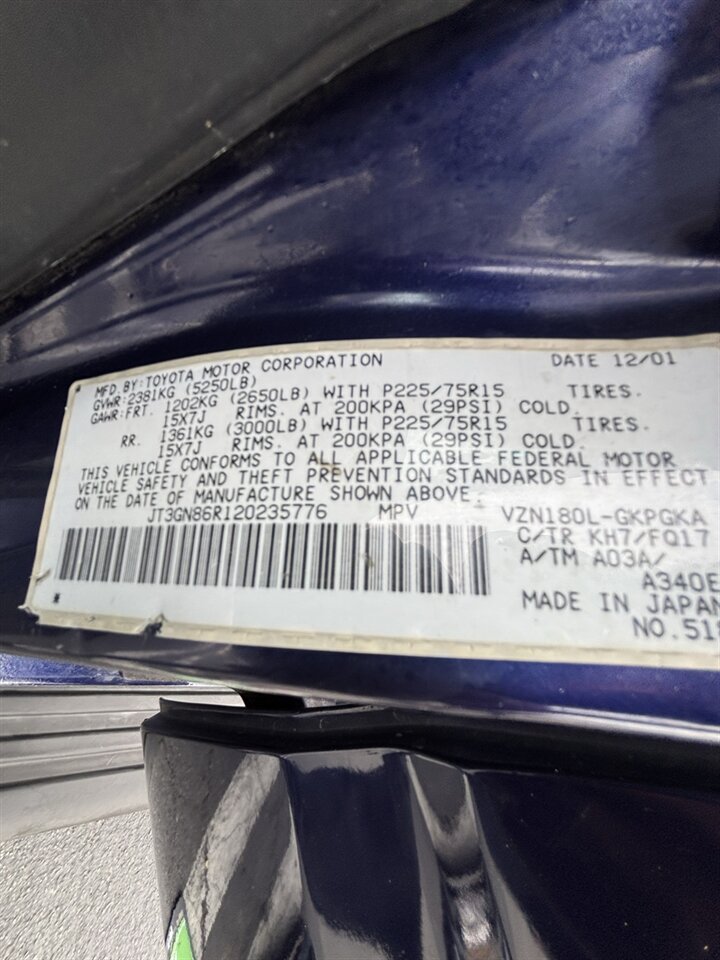 MFD.BY:TOYOTA MOTOR CORPORATION DATE 12/01
GVWR:2381KG (5250LB)
GAWR:FRT. 1202KG (2650LB) WITH P225/75R15 TIRES.
15X7J RIMS. AT 200KPA (29PSI) COLD.
RR. 1361KG (3000LB) WITH P225/75R15 TIRES.
15X7J RIMS. AT 200KPA (29PSI) COLD.
THIS VEHICLE CONFORMS TO ALL APPLICABLE FEDERAL MOTOR
VEHICLE SAFETY AND THEFT PREVENTION STANDARDS IN EFFECT
ON THE DATE OF MANUFACTURE SHOWN ABOVE.
JT3GN86R120235776 MPV VZN180L-GKPGKA
C/TR KH7/FQ17
A/TM A03A/
A340E
MADE IN JAPAN
NO.51